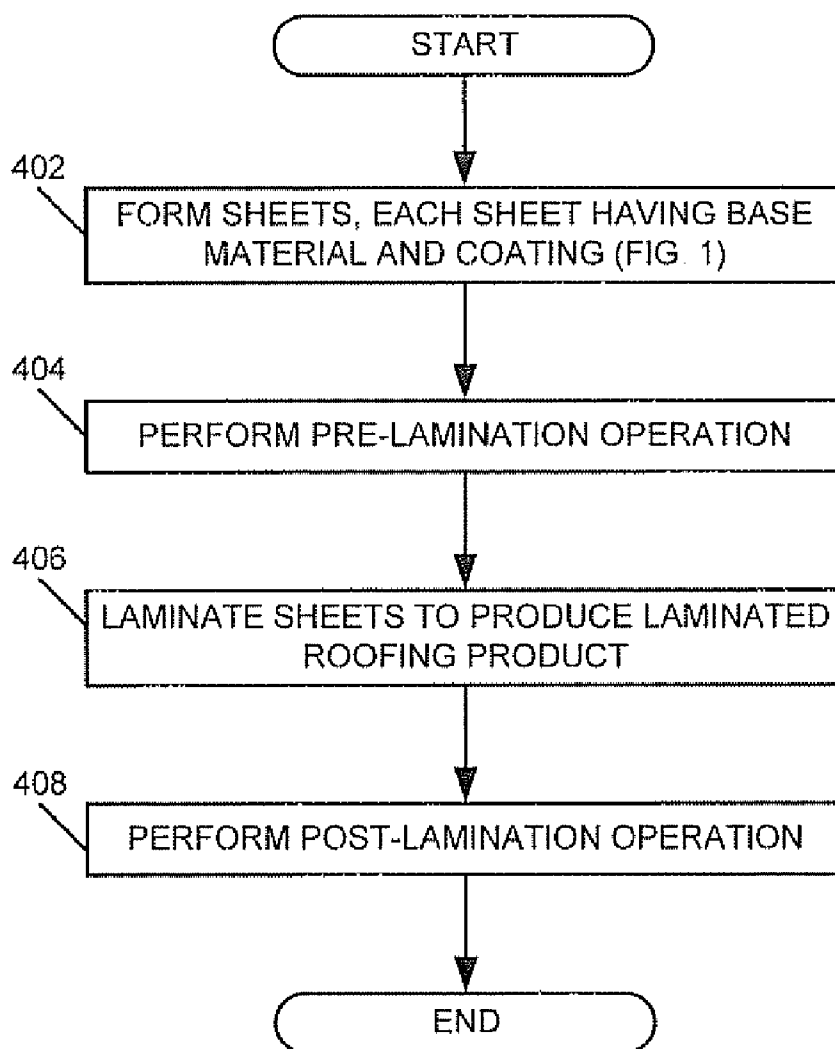 START
402
FORM SHEETS, EACH SHEET HAVING BASE
MATERIAL AND COATING (FIG. 1)
404
PERFORM PRE-LAMINATION OPERATION
406
LAMINATE SHEETS TO PRODUCE LAMINATED
ROOFING PRODUCT
408
PERFORM POST-LAMINATION OPERATION
END